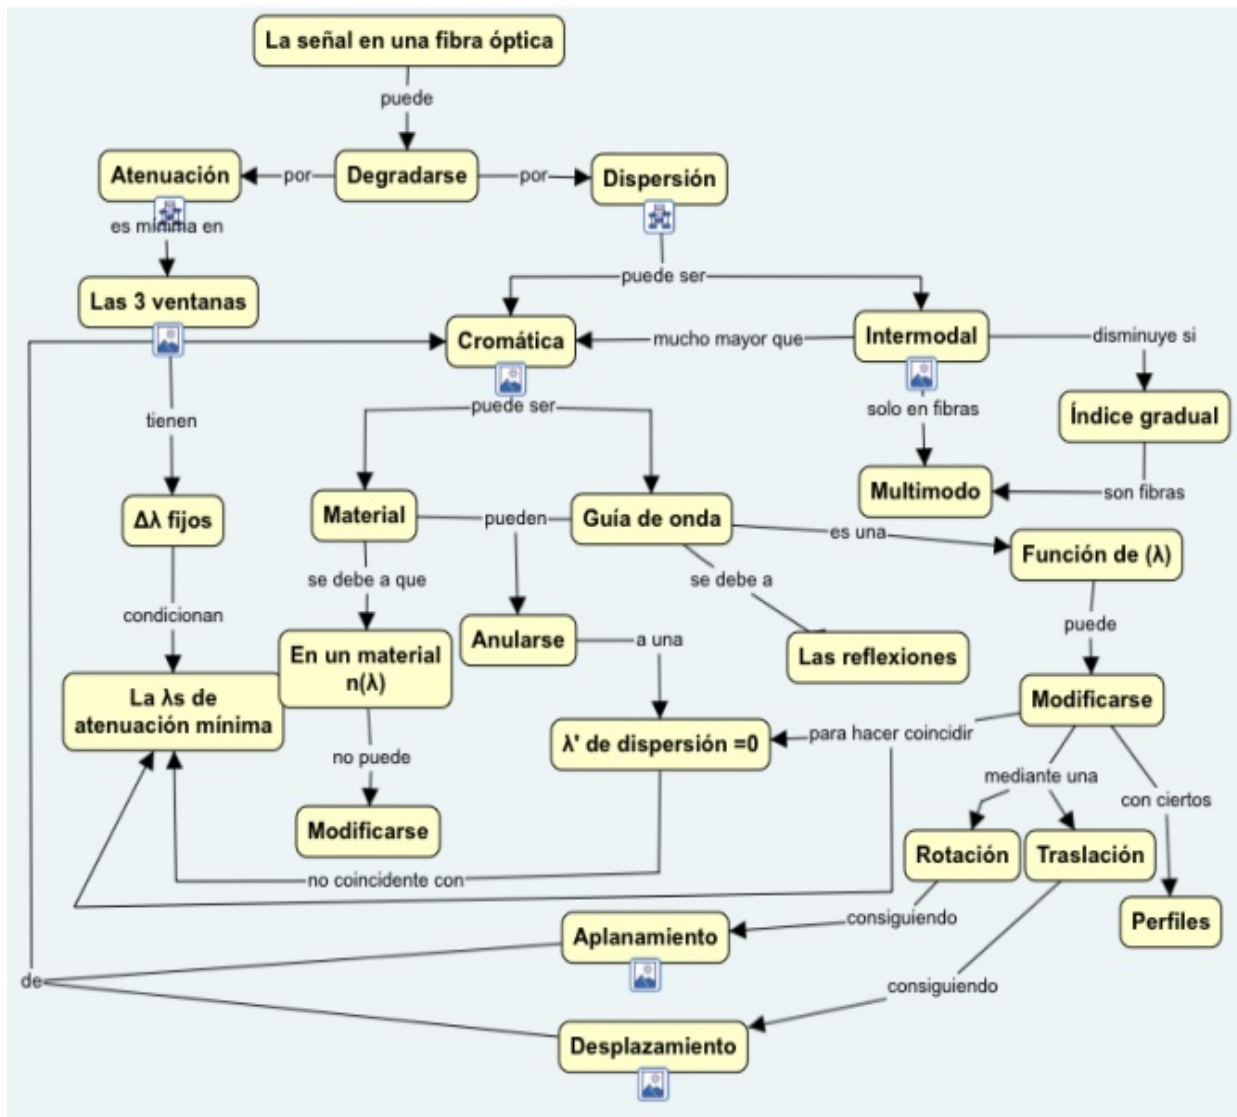 La señal en una fibra óptica
puede
Atenuación
por
Degradarse
por
Dispersión
es mínima en
puede ser
Las 3 ventanas
Cromática
mucho mayor que
Intermodal
disminuye si
tienen
puede ser
solo en fibras
Índice gradual
Δλ fijos
Material
pueden
Guía de onda
Multimodo
son fibras
es una
Función de (λ)
condicionan
se debe a que
se debe a
puede
La λs de
atenuación mínima
En un material
n(λ)
Anularse
a una
Las reflexiones
Modificarse
no puede
λ' de dispersión =0
para hacer coincidir
mediante una
con ciertos
Modificarse
Rotación
Traslación
no coincidente con
Perfiles
Aplanamiento
consiguiendo
de
consiguiendo
Desplazamiento